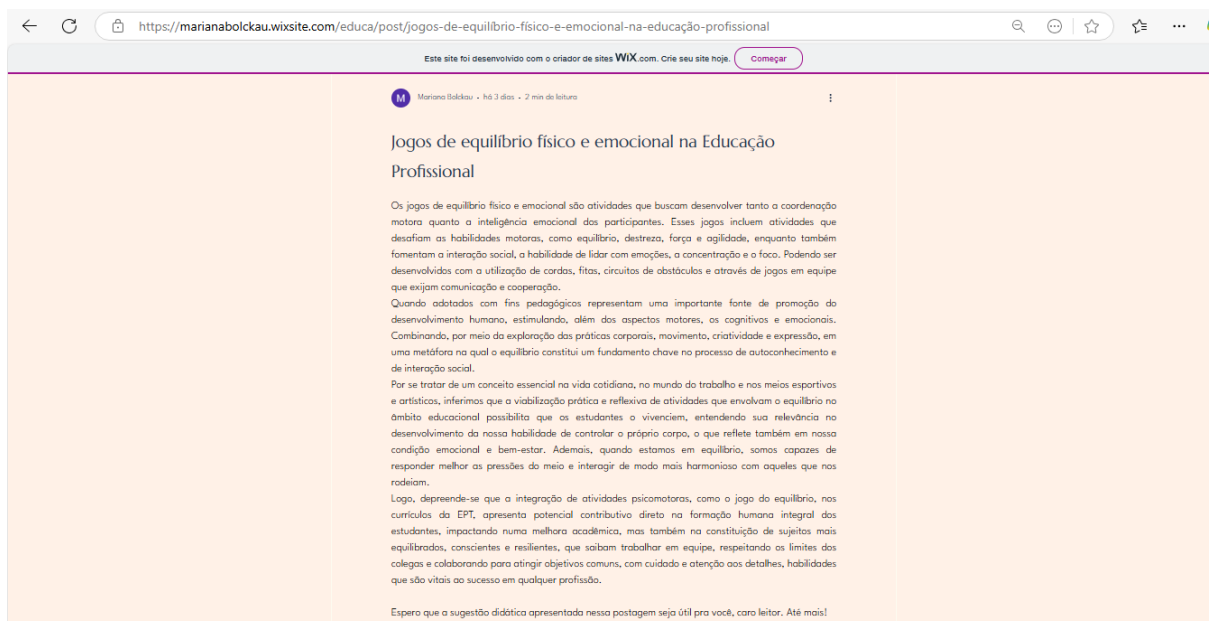 https://marianabolckau.wixsite.com/educa/post/jogos-de-equilíbrio-físico-e-emocional-na-educação-profissional
Este site foi desenvolvido com o criador de sites WiX.com. Crie seu site hoje. Começar
M Mariana Bolckau • há 3 dias • 2 min de leitura
Jogos de equilíbrio físico e emocional na Educação
Profissional
Os jogos de equilíbrio físico e emocional são atividades que buscam desenvolver tanto a coordenação
motora quanto a inteligência emocional dos participantes. Esses jogos incluem atividades que
desafiam as habilidades motoras, como equilíbrio, destreza, força e agilidade, enquanto também
fomentam a interação social, a habilidade de lidar com emoções, a concentração e o foco. Podendo ser
desenvolvidos com a utilização de cordas, fitas, circuitos de obstáculos e através de jogos em equipe
que exijam comunicação e cooperação.
Quando adotados com fins pedagógicos representam uma importante fonte de promoção do
desenvolvimento humano, estimulando, além dos aspectos motores, os cognitivos e emocionais.
Combinando, por meio da exploração das práticas corporais, movimento, criatividade e expressão, em
uma metáfora na qual o equilíbrio constitui um fundamento chave no processo de autoconhecimento e
de interação social.
Por se tratar de um conceito essencial na vida cotidiana, no mundo do trabalho e nos meios esportivos
e artísticos, inferimos que a viabilização prática e reflexiva de atividades que envolvam o equilíbrio no
âmbito educacional possibilita que os estudantes o vivenciem, entendendo sua relevância no
desenvolvimento da nossa habilidade de controlar o próprio corpo, o que reflete também em nossa
condição emocional e bem-estar. Ademais, quando estamos em equilíbrio, somos capazes de
responder melhor as pressões do meio e interagir de modo mais harmonioso com aqueles que nos
rodeiam.
Logo, depreende-se que a integração de atividades psicomotoras, como o jogo do equilíbrio, nos
currículos da EPT, apresenta potencial contributivo direto na formação humana integral dos
estudantes, impactando numa melhora acadêmica, mas também na constituição de sujeitos mais
equilibrados, conscientes e resilientes, que saibam trabalhar em equipe, respeitando os limites dos
colegas e colaborando para atingir objetivos comuns, com cuidado e atenção aos detalhes, habilidades
que são vitais ao sucesso em qualquer profissão.
Espero que a sugestão didática apresentada nessa postagem seja útil pra você, caro leitor. Até mais!